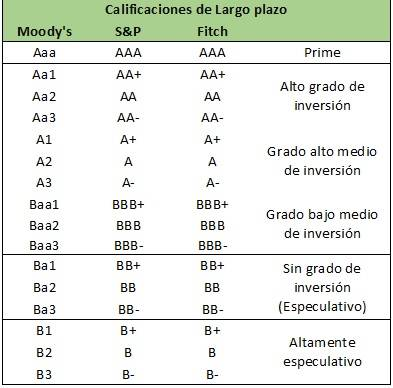 Calificaciones de Largo plazo
Moody's S&P Fitch
Aaa AAA AAA Prime
Aa1 AA+ AA+
Aa2 AA AA
Aa3 AA- AA-
Alto grado de
inversión
A1 A+ A+
A2 A A
A3 A- A-
Grado alto medio
de inversión
Baa1 BBB+ BBB+
Baa2 BBB BBB
Baa3 BBB- BBB-
Grado bajo medio
de inversión
Ba1 BB+ BB+
Ba2 BB BB
Ba3 BB- BB-
Sin grado de
inversión
(Especulativo)
B1 B+ B+
B2 B B
B3 B- B-
Altamente
especulativo